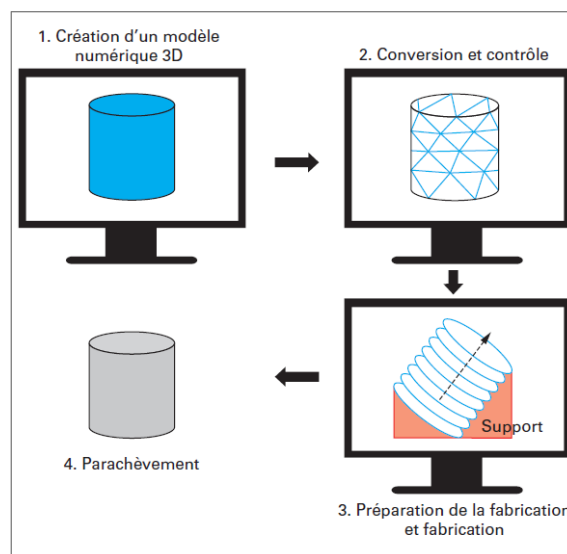 1. Création d'un modèle
numérique 3D
2. Conversion et contrôle
Support
3. Préparation de la fabrication
et fabrication
4. Parachèvement